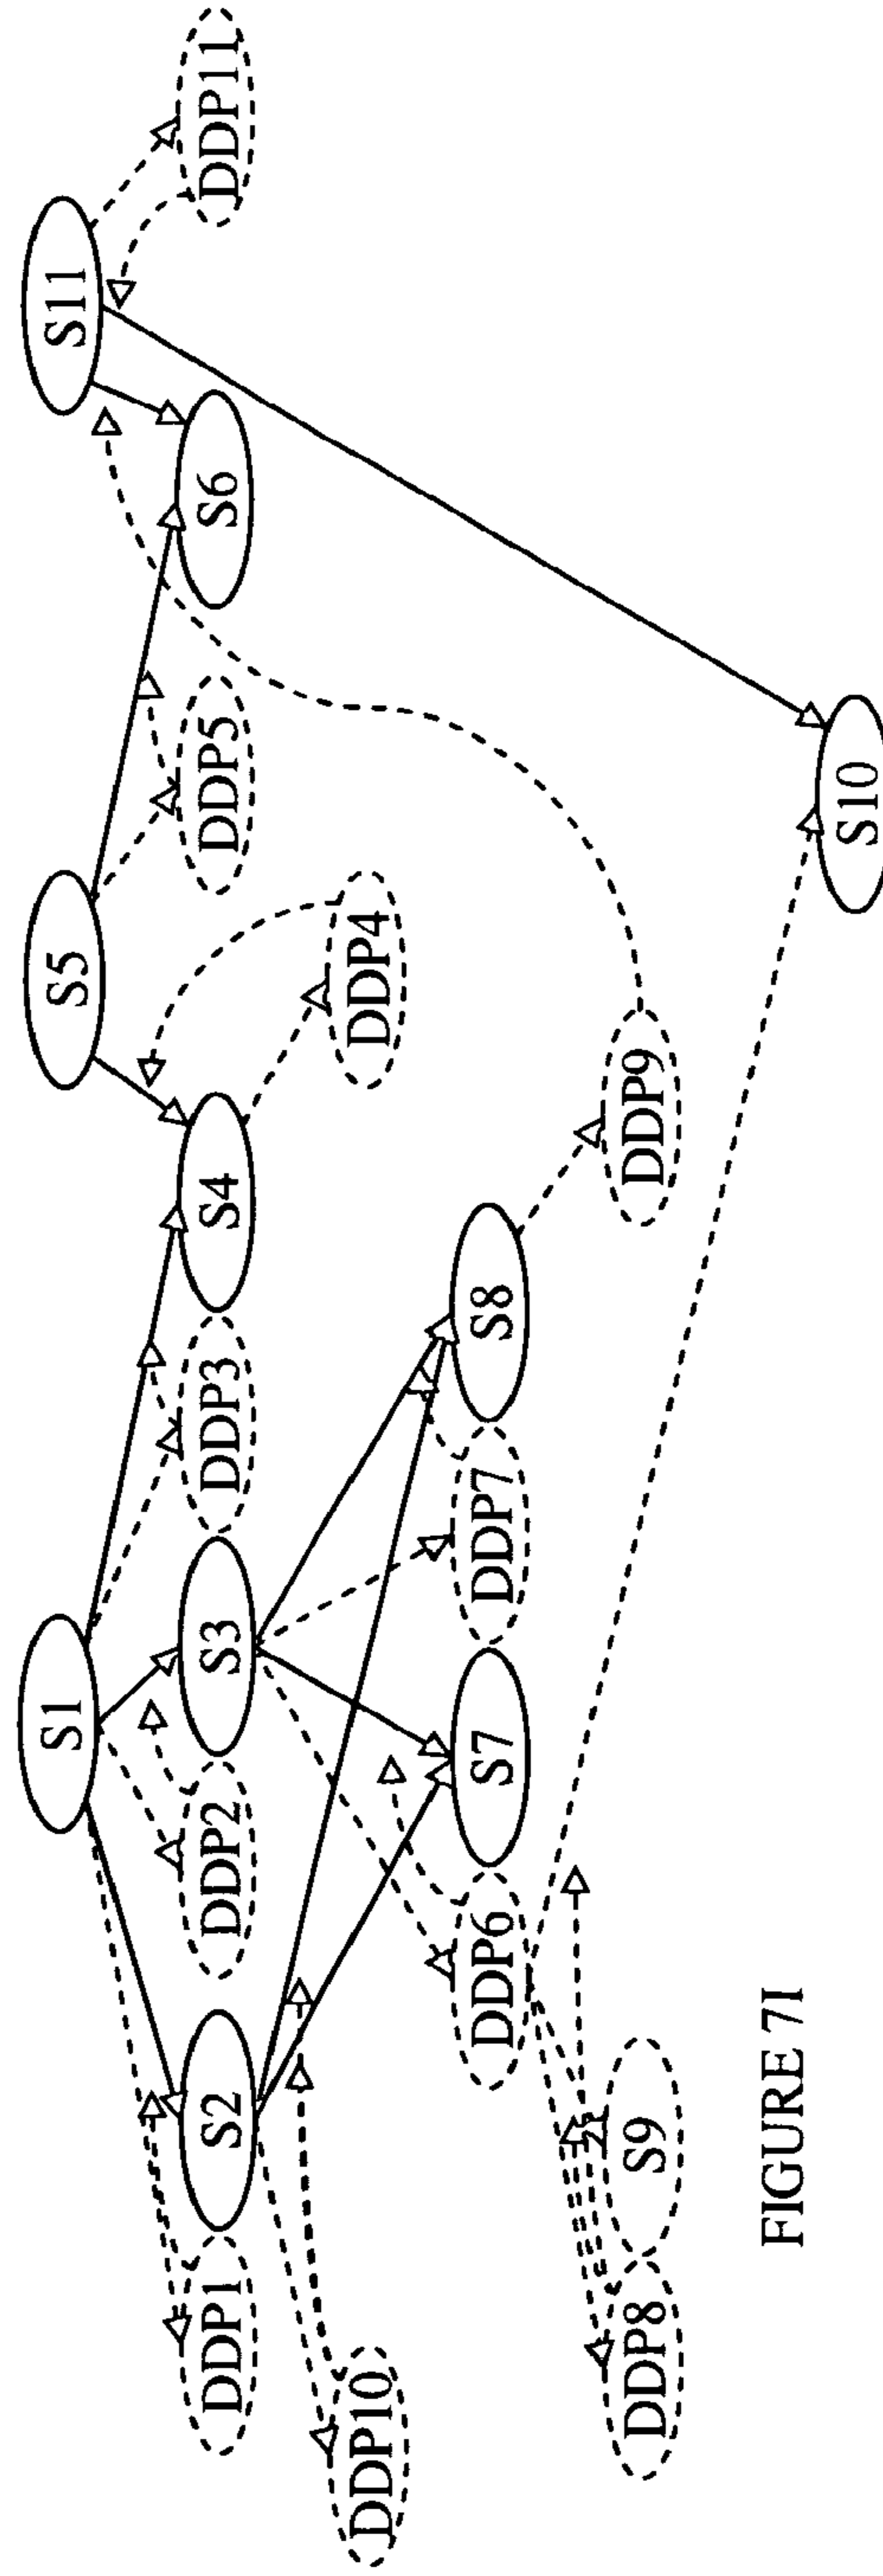 S1
S5
S11
DDP1
S2
DDP2
S3
DDP3
S4
DDP5
S6
DDP11
DDP10
DDP4
DDP6
S7
DDP7
S8
DDP8
S9
DDP9
S10
FIGURE 7I